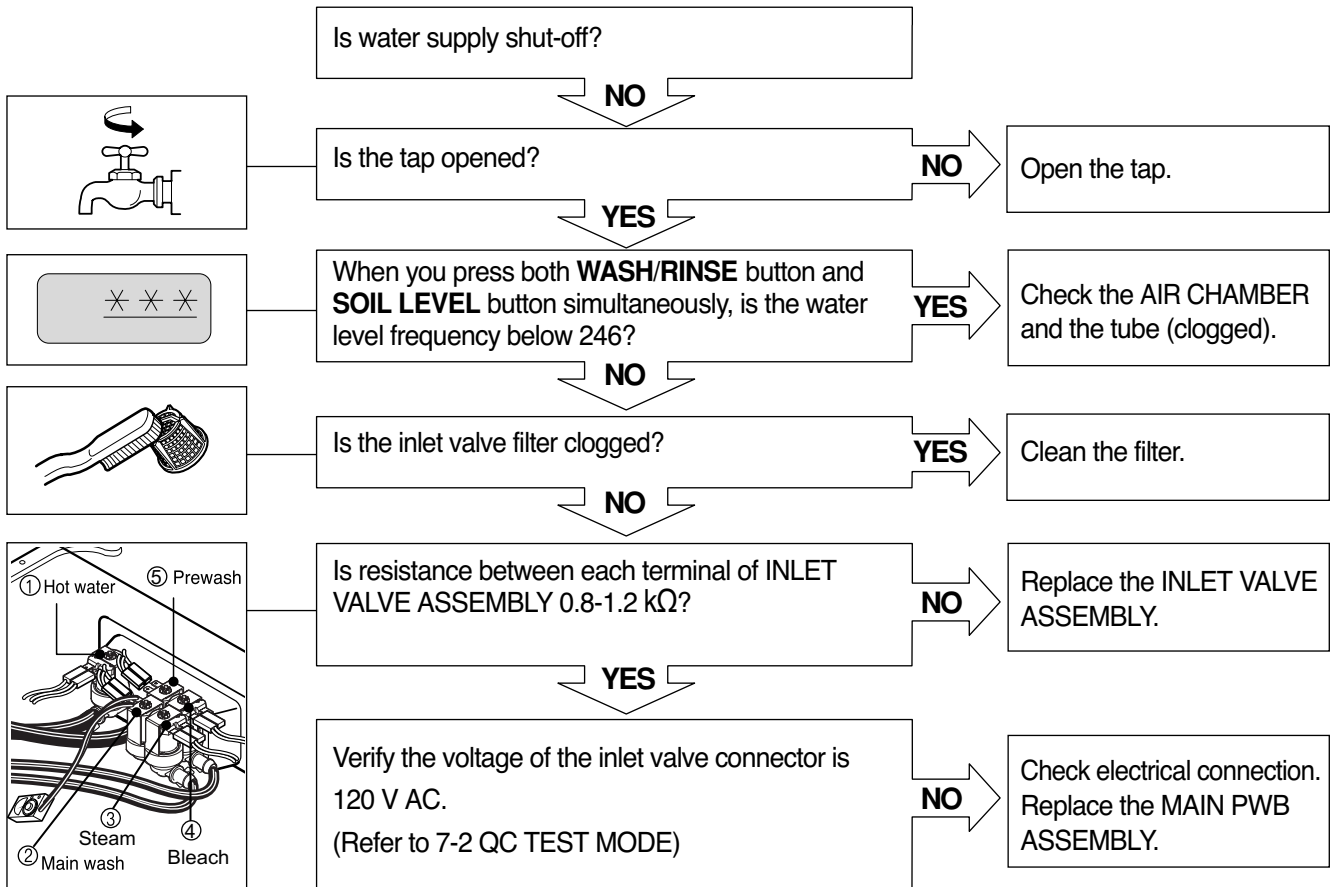 Is water supply shut-off?
NO
Is the tap opened?
NO
Open the tap.
YES
When you press both WASH/RINSE button and
SOIL LEVEL button simultaneously, is the water
level frequency below 246?
YES
Check the AIR CHAMBER
and the tube (clogged).
NO
Is the inlet valve filter clogged?
YES
Clean the filter.
NO
① Hot water
⑤ Prewash
③
Steam
④
Bleach
② Main wash
Is resistance between each terminal of INLET
VALVE ASSEMBLY 0.8-1.2 kΩ?
NO
Replace the INLET VALVE
ASSEMBLY.
YES
Verify the voltage of the inlet valve connector is
120 V AC.
(Refer to 7-2 QC TEST MODE)
NO
Check electrical connection.
Replace the MAIN PWB
ASSEMBLY.